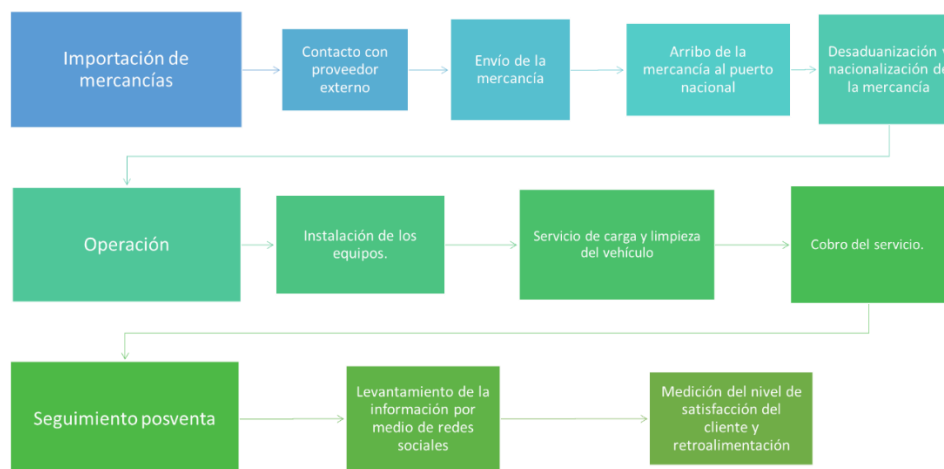 Importación de
mercancías
Contacto con
proveedor
externo
Envío de la
mercancía
Arribo de la
mercancía al puerto
nacional
Desaduanización y
nacionalización de
la mercancía
Operación
Instalación de los
equipos.
Servicio de carga y limpieza
del vehículo
Cobro del servicio.
Seguimiento posventa
Levantamiento de la
información por
medio de redes
sociales
Medición del nivel de
satisfacción del
cliente y
retroalimentación